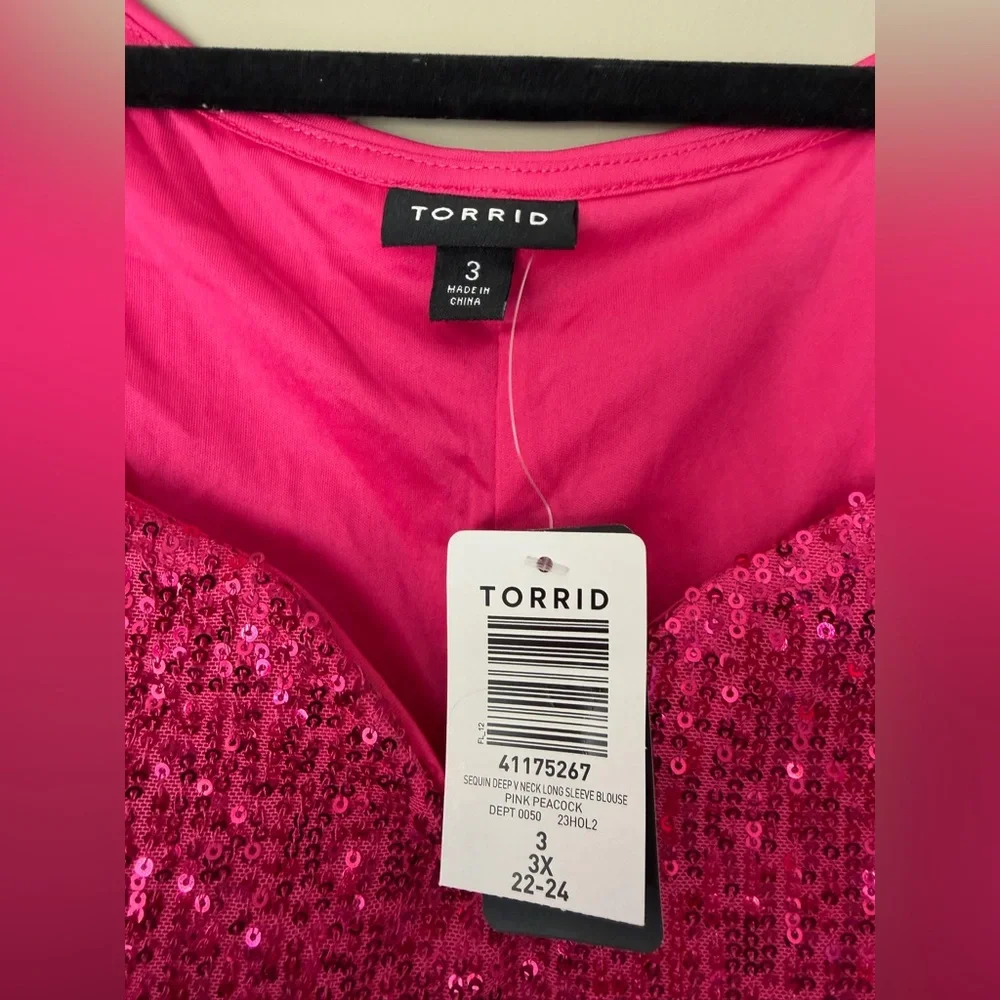 TORRID
3
MADE IN
CHINA
TORRID
FL_12
41175267
SEQUIN DEEP V NECK LONG SLEEVE BLOUSE
PINK PEACOCK
DEPT 0050 23HOL2
3
3X
22-24